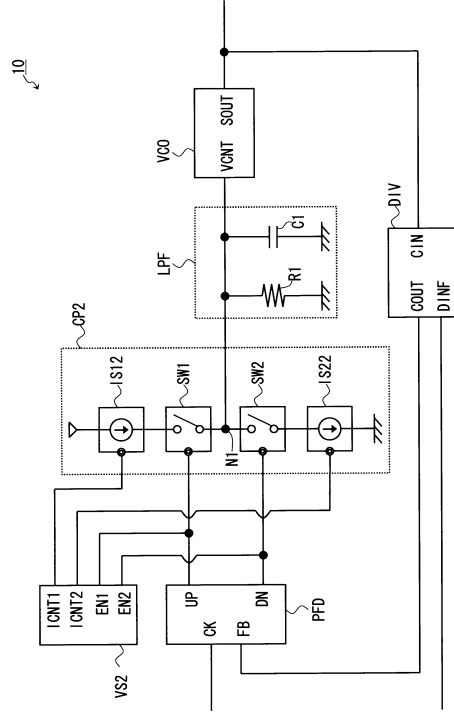 10
VS2
ICNT1
ICNT2
EN1
EN2
PFD
CK
FB
UP
DN
CP2
IS12
SW1
N1
SW2
IS22
LPF
R1
C1
VCO
VCNT SOUT
DIV
COUT CIN
DINF